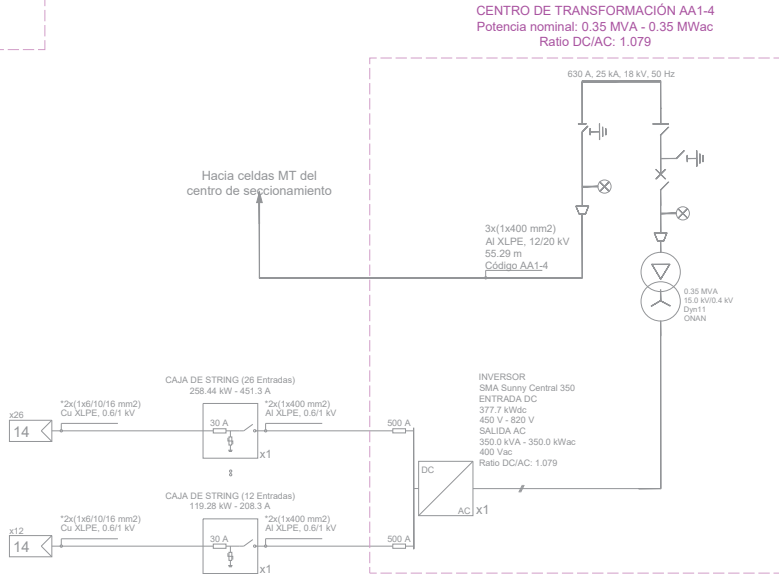 CENTRO DE TRANSFORMACIÓN AA1-4
Potencia nominal: 0.35 MVA - 0.35 MWac
Ratio DC/AC: 1.079
630 A, 25 kA, 18 kV, 50 Hz
Hacia celdas MT del
centro de seccionamiento
3x(1x400 mm2)
Al XLPE, 12/20 kV
55.29 m
Código AA1-4
0.35 MVA
15.0 kV/0.4 kV
Dyn11
ONAN
CAJA DE STRING (26 Entradas)
258.44 kW - 451.3 A
x26
14
*2x(1x6/10/16 mm2)
Cu XLPE, 0.6/1 kV
30 A
x1
*2x(1x400 mm2)
Al XLPE, 0.6/1 kV
500 A
INVERSOR
SMA Sunny Central 350
ENTRADA DC
377.7 kWdc
450 V - 820 V
SALIDA AC
350.0 kVA - 350.0 kWac
400 Vac
Ratio DC/AC: 1.079
DC
AC
x1
CAJA DE STRING (12 Entradas)
119.28 kW - 208.3 A
x12
14
*2x(1x6/10/16 mm2)
Cu XLPE, 0.6/1 kV
30 A
x1
*2x(1x400 mm2)
Al XLPE, 0.6/1 kV
500 A